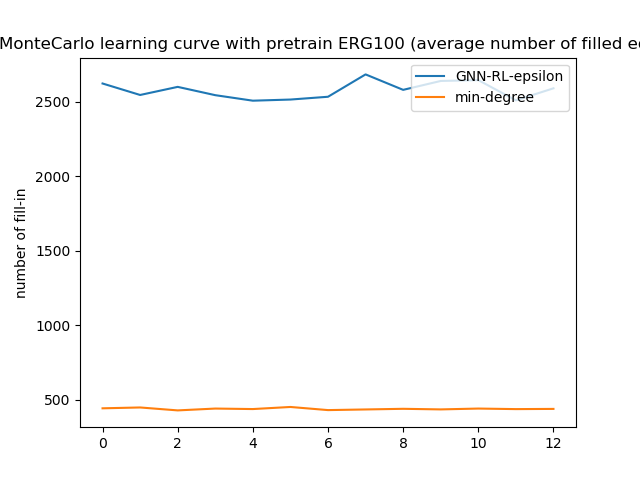 MonteCarlo learning curve with pretrain ERG100 (average number of filled
GNN-RL-epsilon
min-degree
number of fill-in
2500
2000
1500
1000
500
0 2 4 6 8 10 12